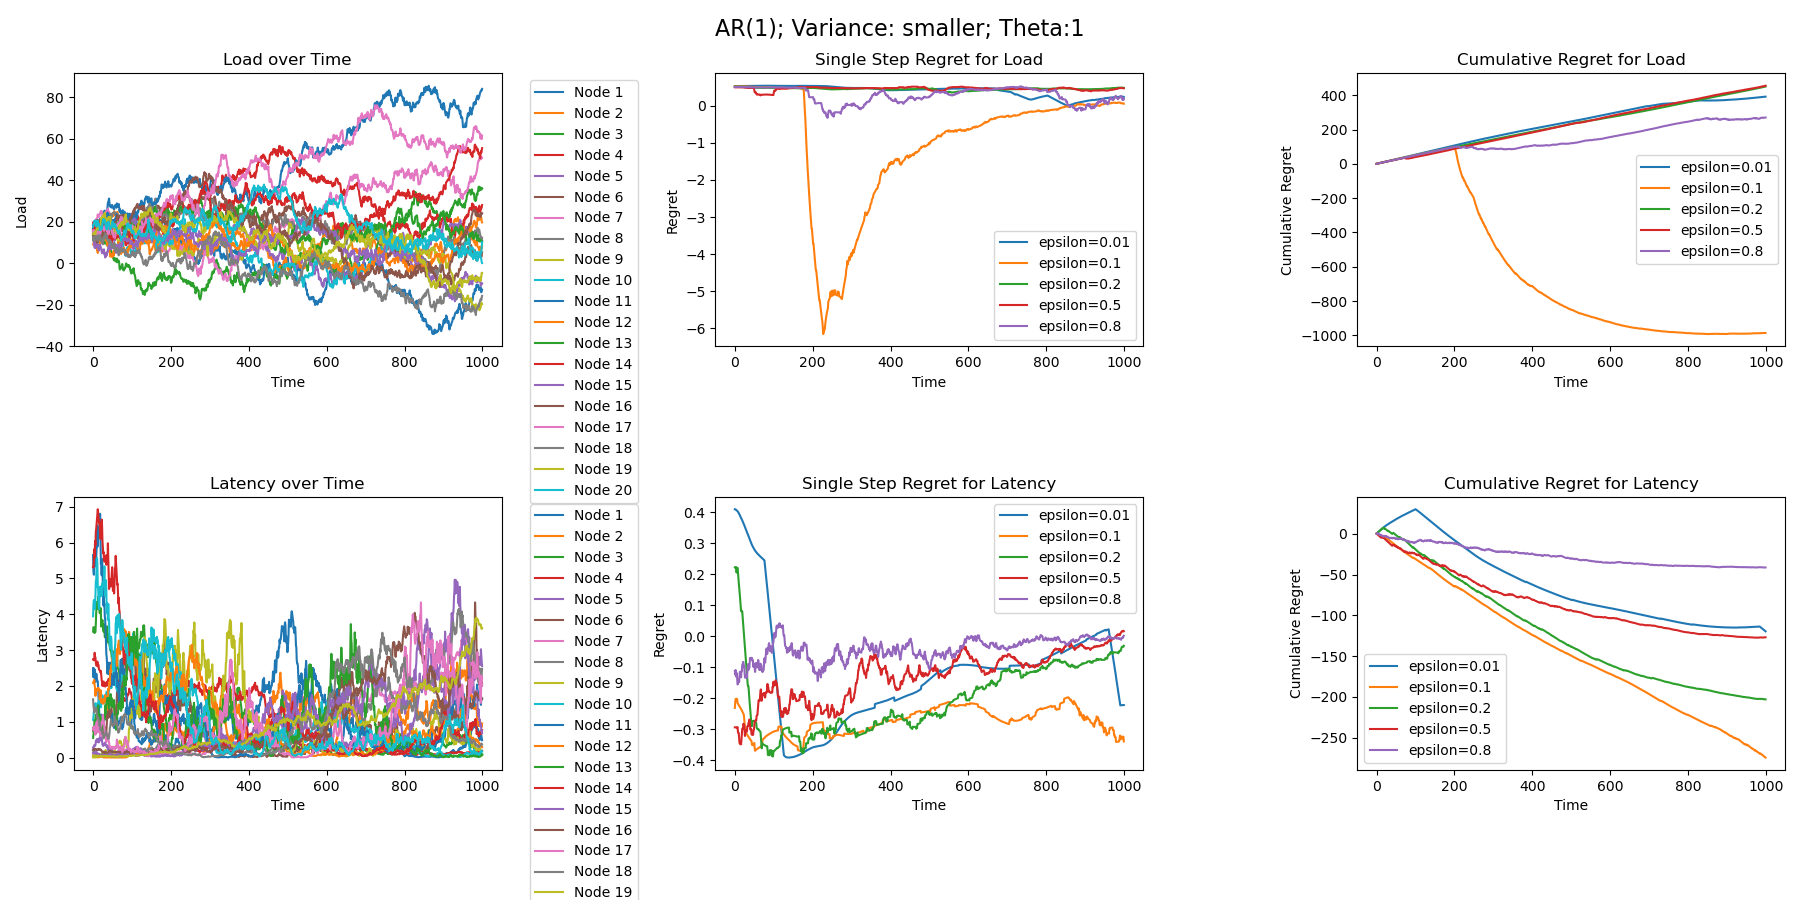 AR(1); Variance: smaller; Theta:1
Load over Time
80
60
40
20
0
−20
−40
Load
0 200 400 600 800 1000
Time
Node 1
Node 2
Node 3
Node 4
Node 5
Node 6
Node 7
Node 8
Node 9
Node 10
Node 11
Node 12
Node 13
Node 14
Node 15
Node 16
Node 17
Node 18
Node 19
Node 20
Single Step Regret for Load
0
−1
−2
−3
−4
−5
−6
Regret
epsilon=0.01
epsilon=0.1
epsilon=0.2
epsilon=0.5
epsilon=0.8
0 200 400 600 800 1000
Time
Cumulative Regret for Load
400
200
0
−200
−400
−600
−800
−1000
Cumulative Regret
epsilon=0.01
epsilon=0.1
epsilon=0.2
epsilon=0.5
epsilon=0.8
0 200 400 600 800 1000
Time
Latency over Time
7
6
5
4
3
2
1
0
Latency
0 200 400 600 800 1000
Time
Node 1
Node 2
Node 3
Node 4
Node 5
Node 6
Node 7
Node 8
Node 9
Node 10
Node 11
Node 12
Node 13
Node 14
Node 15
Node 16
Node 17
Node 18
Node 19
Single Step Regret for Latency
0.4
0.3
0.2
0.1
0.0
−0.1
−0.2
−0.3
−0.4
Regret
epsilon=0.01
epsilon=0.1
epsilon=0.2
epsilon=0.5
epsilon=0.8
0 200 400 600 800 1000
Time
Cumulative Regret for Latency
0
−50
−100
−150
−200
−250
Cumulative Regret
epsilon=0.01
epsilon=0.1
epsilon=0.2
epsilon=0.5
epsilon=0.8
0 200 400 600 800 1000
Time